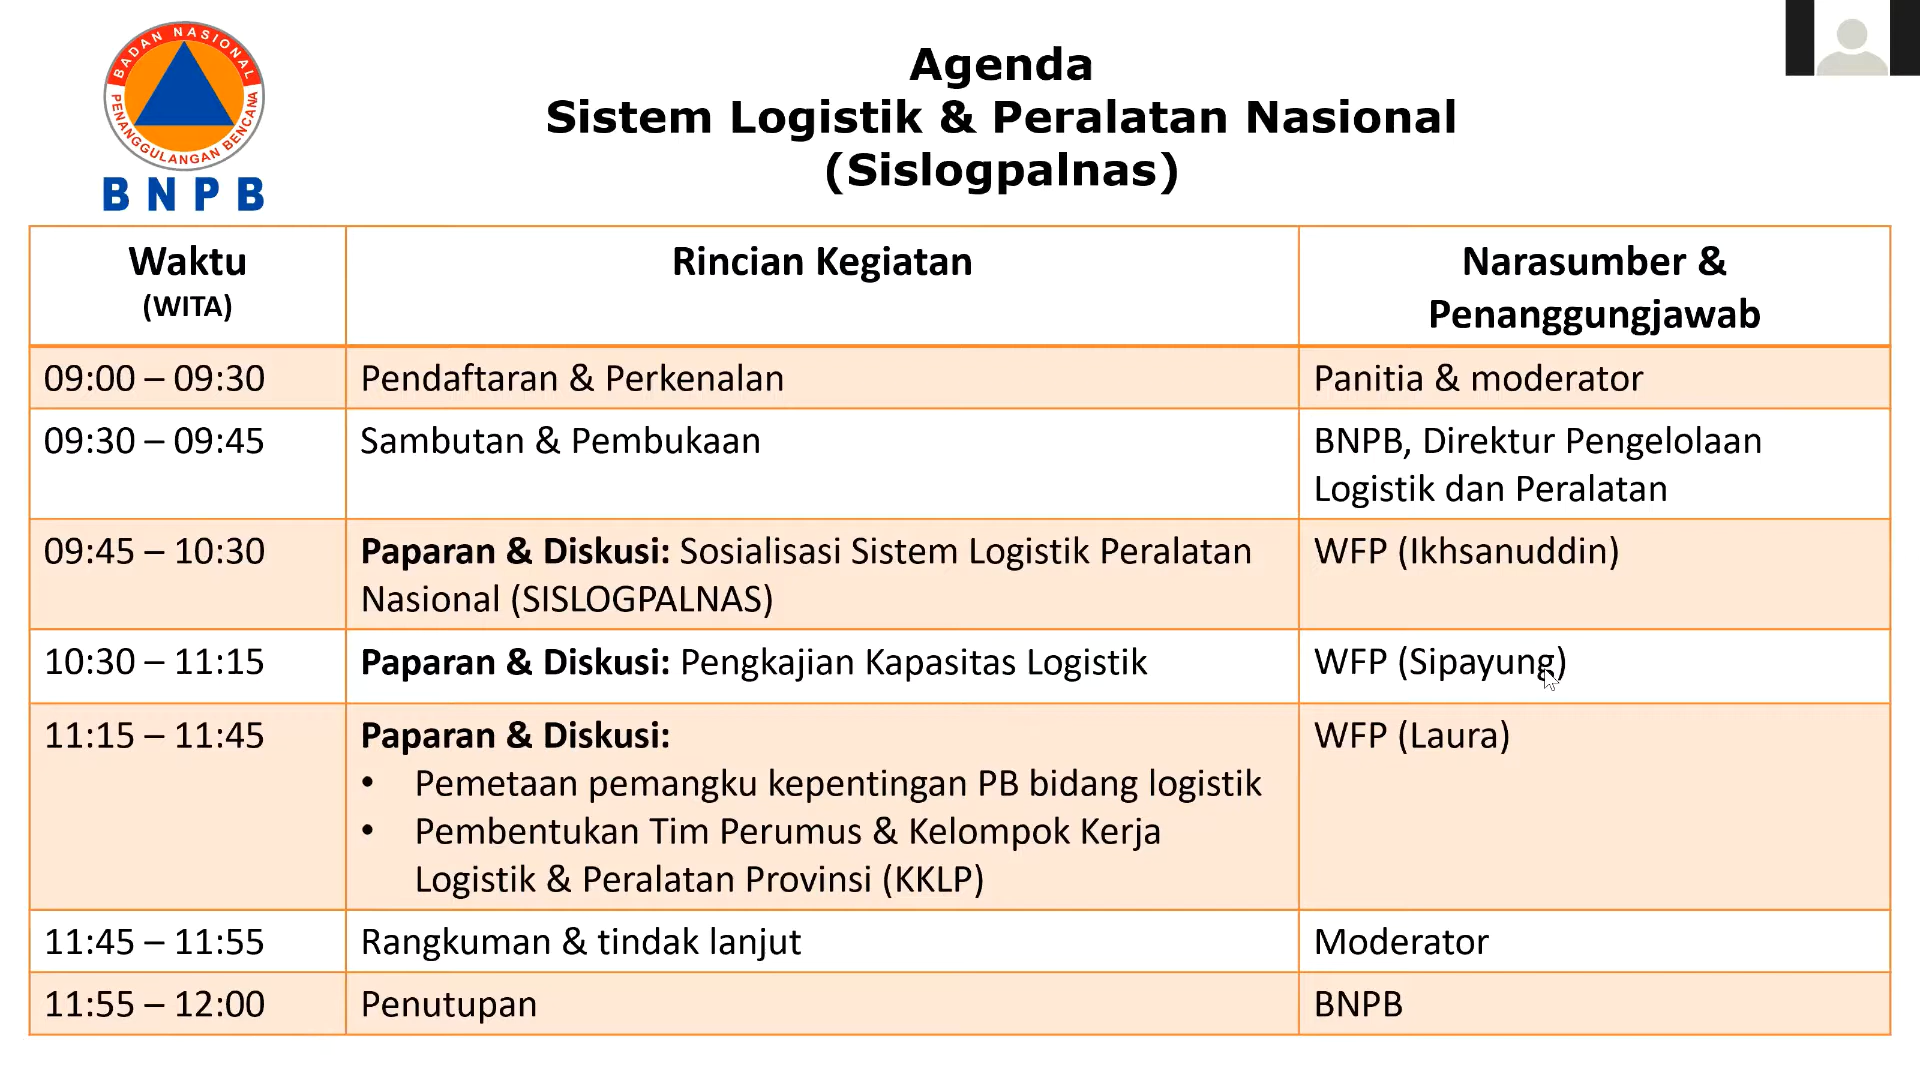 BADAN NASIONAL
PENANGGULANGAN BENCANA
BNPB
Agenda
Sistem Logistik & Peralatan Nasional
(Sislogpalnas)
Waktu
(WITA)
Rincian Kegiatan
Narasumber &
Penanggungjawab
09:00 – 09:30
Pendaftaran & Perkenalan
Panitia & moderator
09:30 – 09:45
Sambutan & Pembukaan
BNPB, Direktur Pengelolaan
Logistik dan Peralatan
09:45 – 10:30
Paparan & Diskusi: Sosialisasi Sistem Logistik Peralatan
Nasional (SISLOGPALNAS)
WFP (Ikhsanuddin)
10:30 – 11:15
Paparan & Diskusi: Pengkajian Kapasitas Logistik
WFP (Sipayung)
11:15 – 11:45
Paparan & Diskusi:
• Pemetaan pemangku kepentingan PB bidang logistik
• Pembentukan Tim Perumus & Kelompok Kerja
Logistik & Peralatan Provinsi (KKLP)
WFP (Laura)
11:45 – 11:55
Rangkuman & tindak lanjut
Moderator
11:55 – 12:00
Penutupan
BNPB